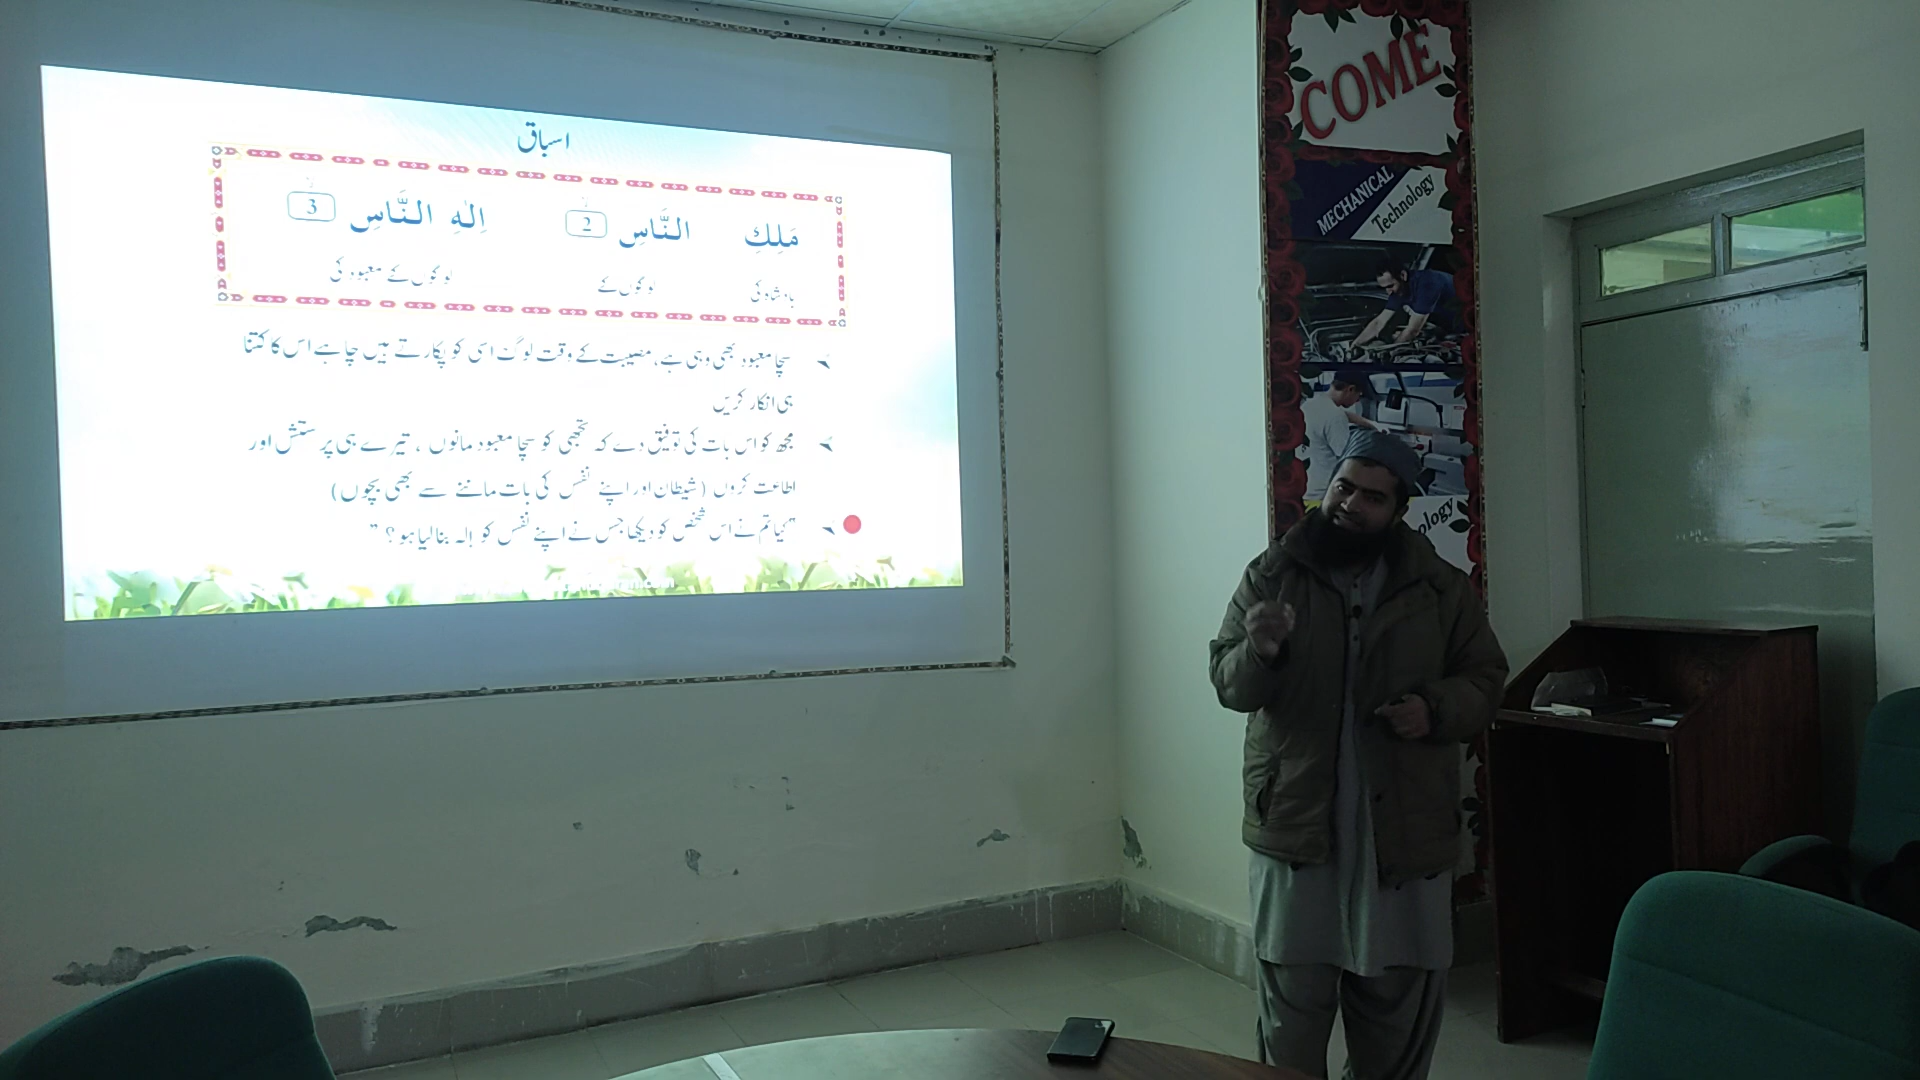 اسباق
مَلِكِ النَّاسِ 2 اِلٰهِ النَّاسِ 3
بادشاہ کی لوگوں کے لوگوں کے معبود کی
سچا معبود بھی وہی ہے، مصیبت کے وقت لوگ اسی کو پکارتے ہیں چاہے اس کا کتنا
ہی انکار کریں
مجھ کو اس بات کی توفیق دے کہ تجھی کو سچا معبود مانوں ، تیرے ہی پرستش اور
اطاعت کروں (شیطان اور اپنے نفس کی بات ماننے سے بھی بچوں)
"کیا تم نے اس شخص کو دیکھا جس نے اپنے نفس کو الٰہ بنالیا ہو؟"
COME
MECHANICAL
Technology
ology